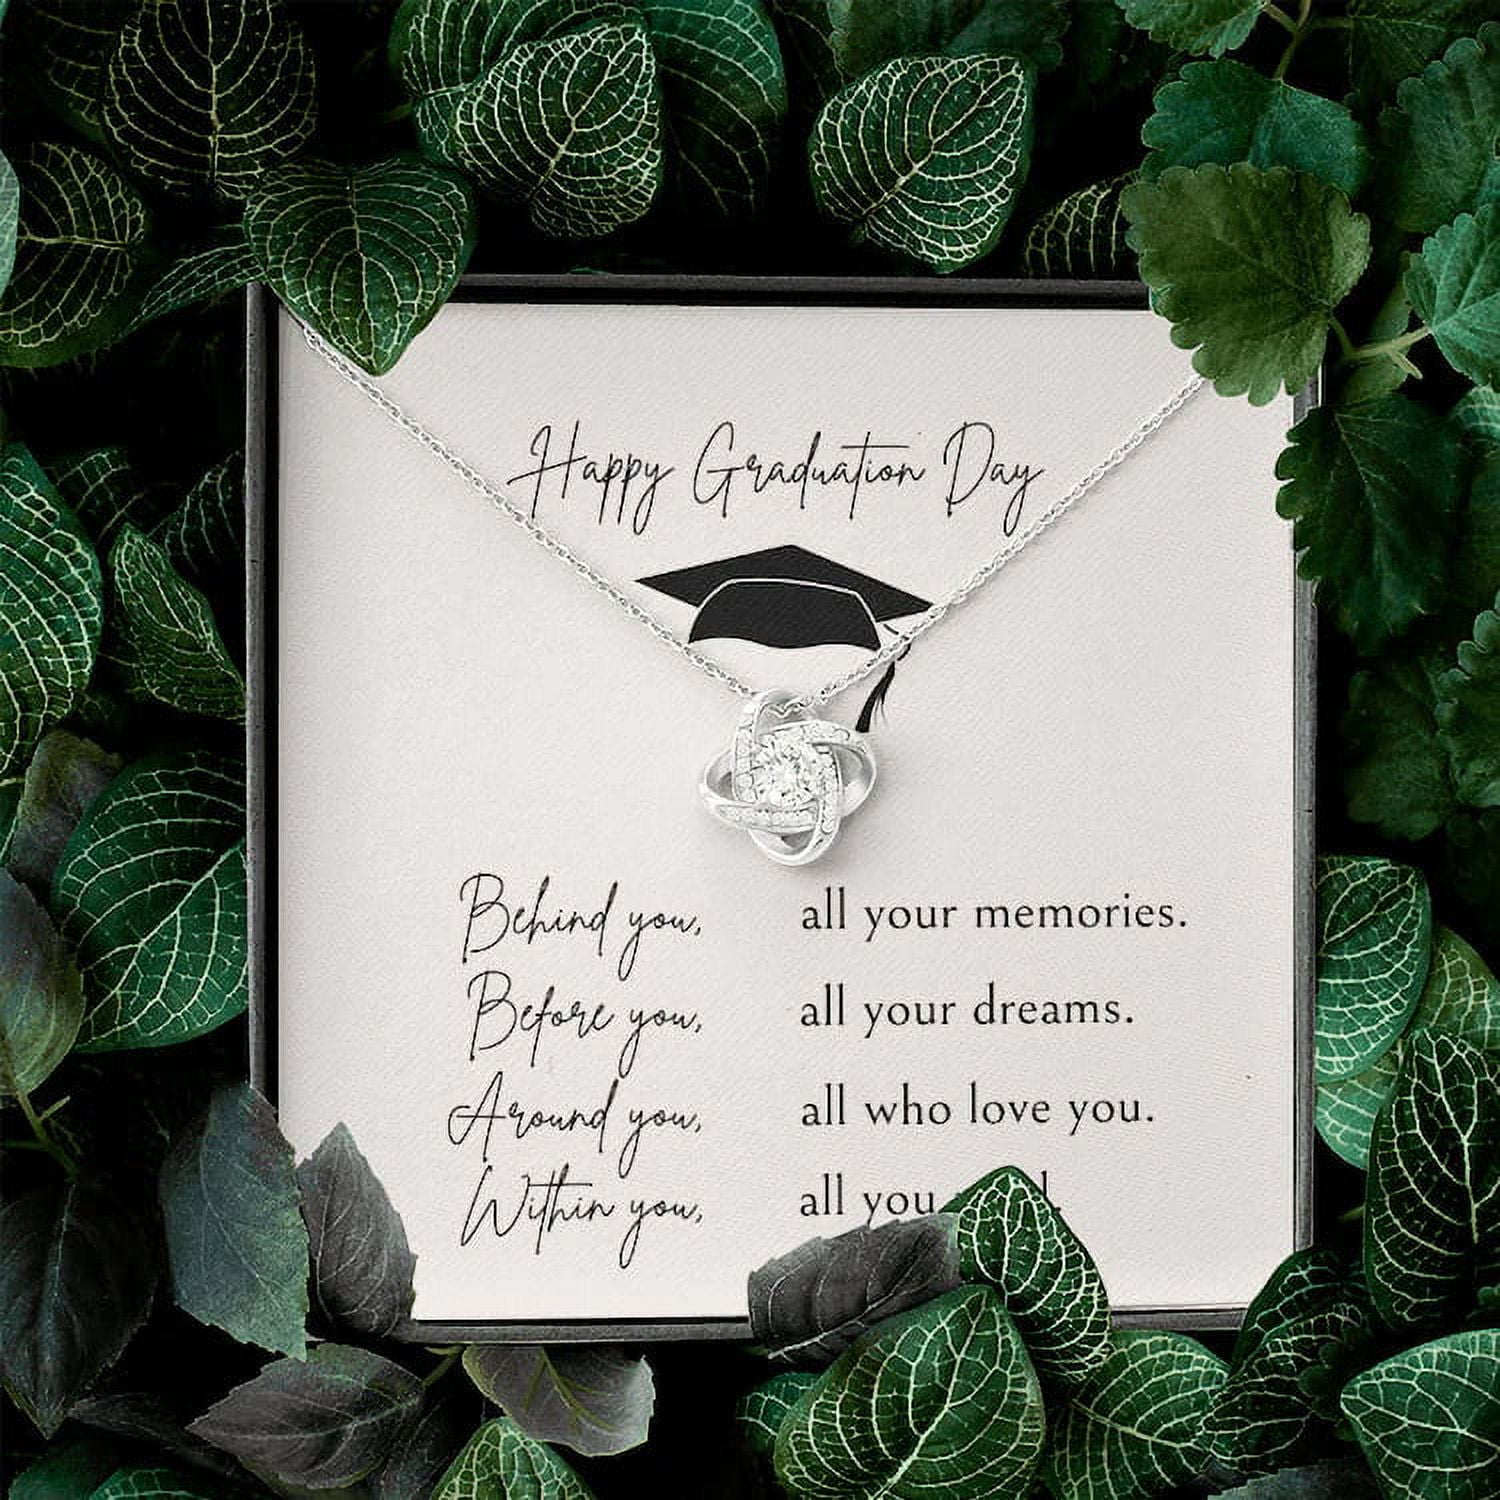 Happy Graduation Day
Behind you, all your memories.
Before you, all your dreams.
Around you, all who love you.
Within you, all you